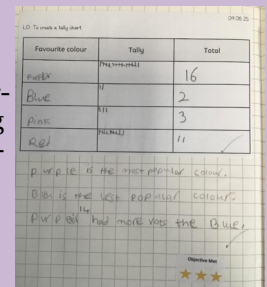 09.06.25
LO: To create a tally chart
Favourite colour Tally Total
Purple 16
Blue 2
Pink 3
Red 11
purple is the most popular colour.
is the lest popular colour.
14 had more vots the Blue.
Objective Met